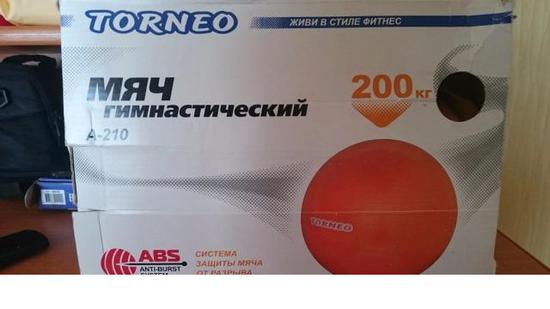 TORNEO
ЖИВИ В СТИЛЕ ФИТНЕС
МЯЧ
гимнастический
А-210
200 кг
TORNEO
ABS
ANTI-BURST
SYSTEM
СИСТЕМА
ЗАЩИТЫ МЯЧА
ОТ РАЗРЫВА